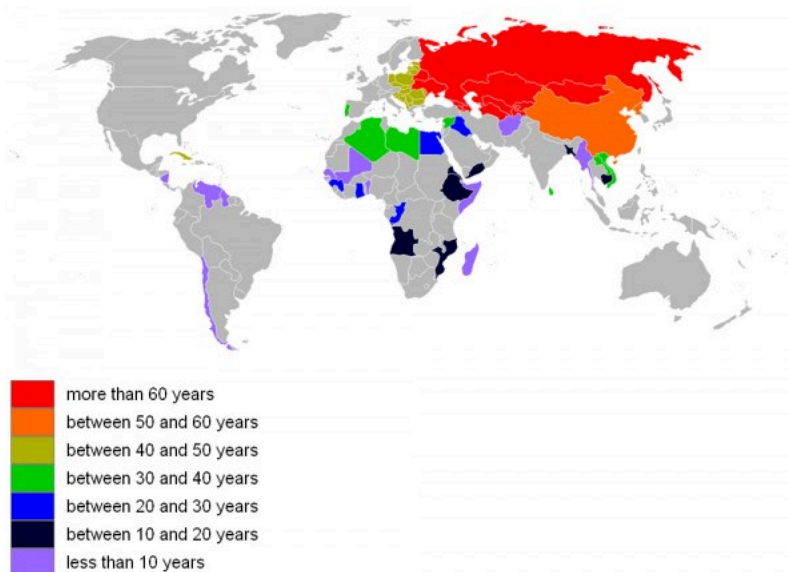 more than 60 years
between 50 and 60 years
between 40 and 50 years
between 30 and 40 years
between 20 and 30 years
between 10 and 20 years
less than 10 years